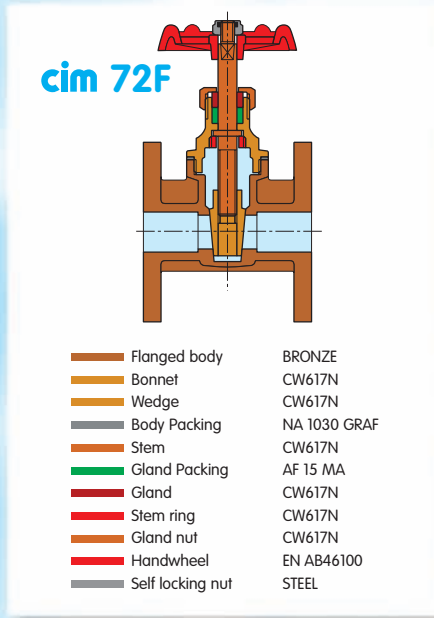 cim 72F
Flanged body BRONZE
Bonnet CW617N
Wedge CW617N
Body Packing NA 1030 GRAF
Stem CW617N
Gland Packing AF 15 MA
Gland CW617N
Stem ring CW617N
Gland nut CW617N
Handwheel EN AB46100
Self locking nut STEEL